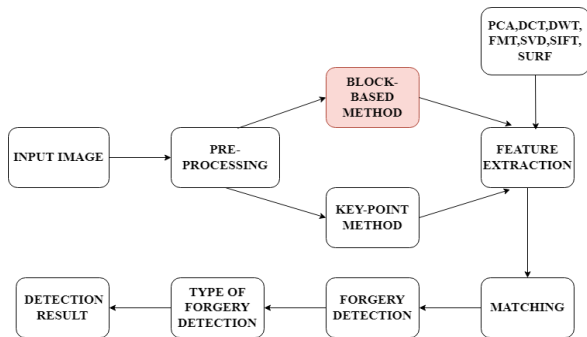 PCA,DCT,DWT,
FMT,SVD,SIFT,
SURF
BLOCK-
BASED
METHOD
INPUT IMAGE
PRE-
PROCESSING
FEATURE
EXTRACTION
KEY-POINT
METHOD
DETECTION
RESULT
TYPE OF
FORGERY
DETECTION
FORGERY
DETECTION
MATCHING